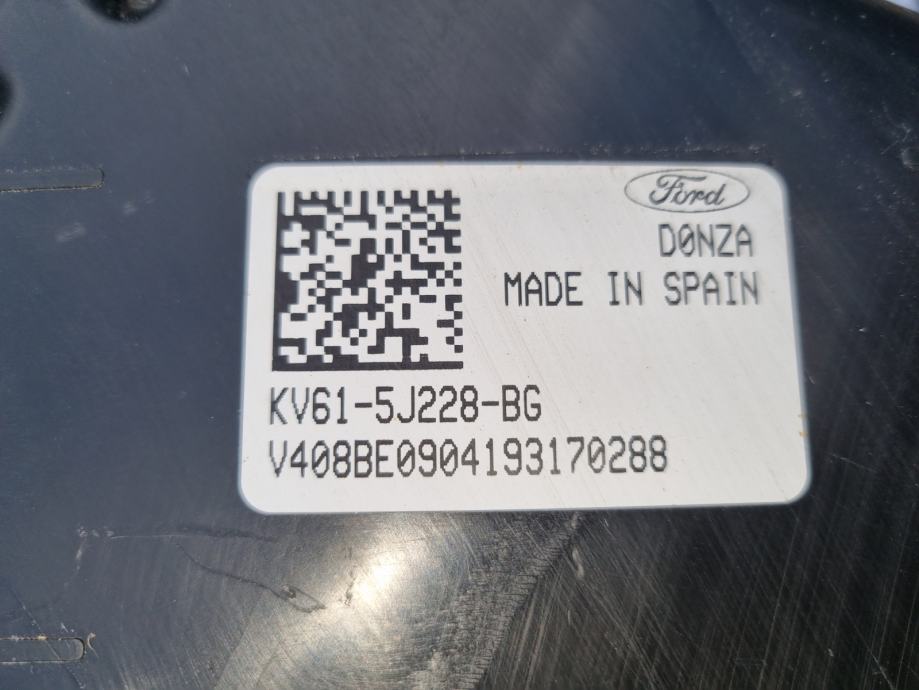 Ford
D0NZA
MADE IN SPAIN
KV61-5J228-BG
V408BE0904193170288